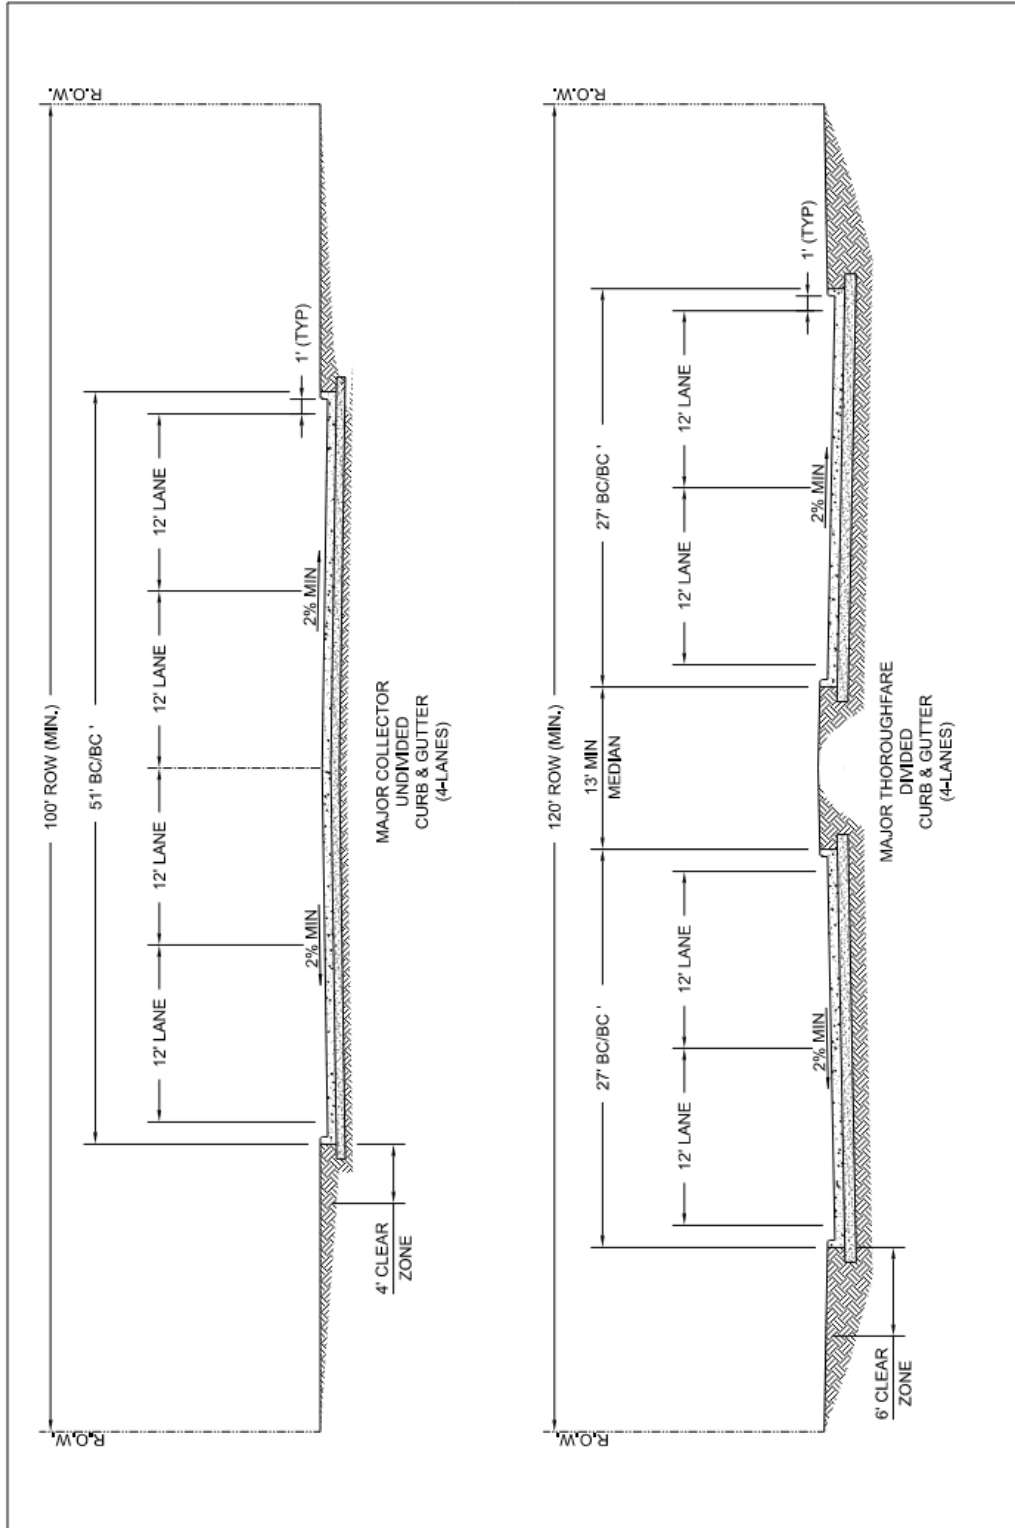 R.O.W.
R.O.W.
100' ROW (MIN.)
51' BC/BC '
12' LANE
12' LANE
12' LANE
12' LANE
1' (TYP)
2% MIN
2% MIN
4' CLEAR
ZONE
MAJOR COLLECTOR
UNDIVIDED
CURB & GUTTER
(4-LANES)
R.O.W.
R.O.W.
120' ROW (MIN.)
27' BC/BC '
13' MIN
MEDIAN
27' BC/BC '
12' LANE
12' LANE
12' LANE
12' LANE
1' (TYP)
2% MIN
2% MIN
6' CLEAR
ZONE
MAJOR THOROUGHFARE
DIVIDED
CURB & GUTTER
(4-LANES)